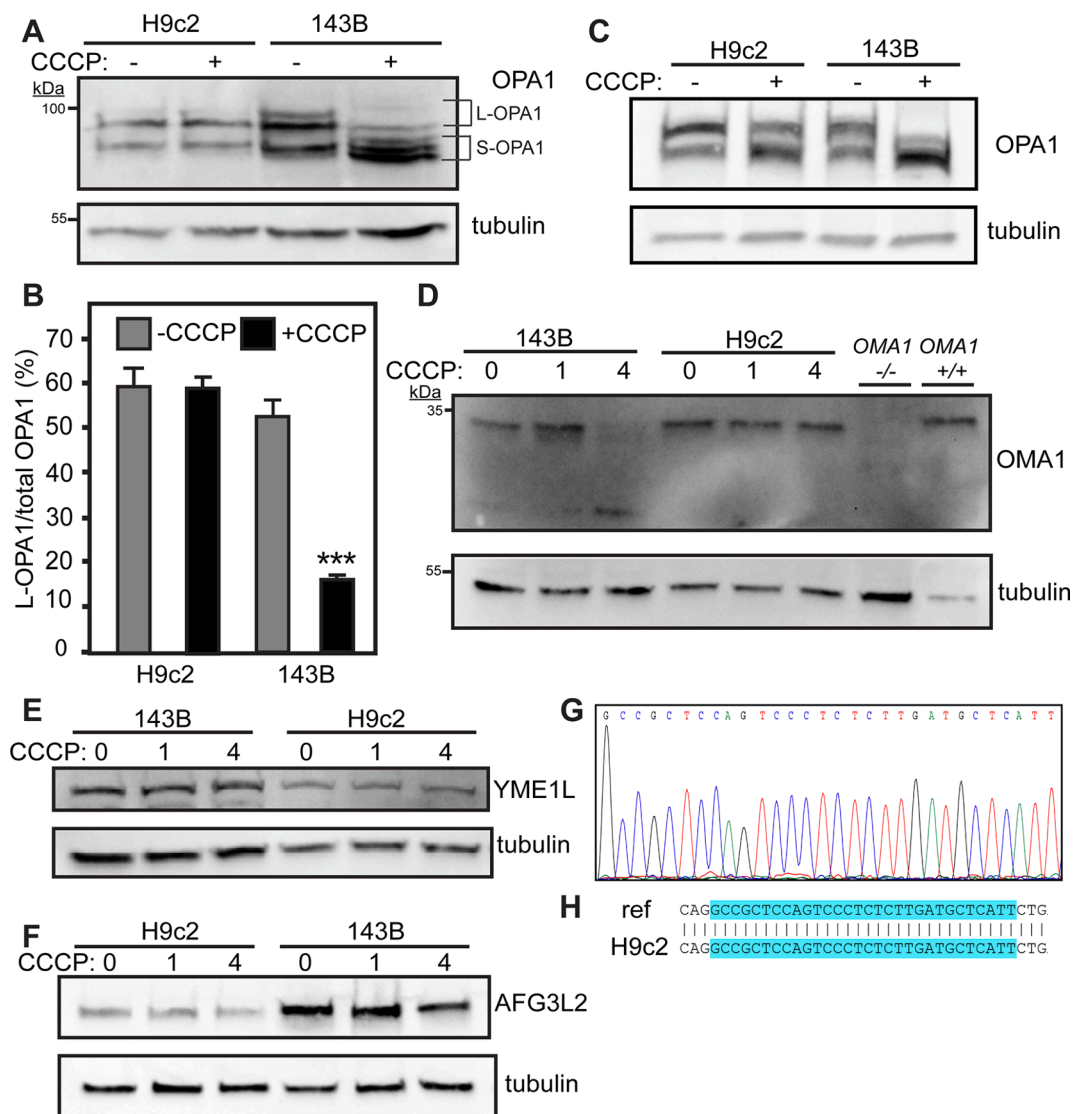 A
H9c2 143B
CCCP: - + - +
kDa
OPA1
100
L-OPA1
S-OPA1
55
tubulin
C
H9c2 143B
CCCP: - + - +
OPA1
tubulin
B
-CCCP +CCCP
L-OPA1/total OPA1 (%)
70
60
50
40
30
20
10
0
***
H9c2 143B
D
143B H9c2 OMA1 OMA1
CCCP: 0 1 4 0 1 4 -/- +/+
kDa
35
OMA1
55
tubulin
E
143B H9c2
CCCP: 0 1 4 0 1 4
YME1L
tubulin
F
H9c2 143B
CCCP: 0 1 4 0 1 4
AFG3L2
tubulin
G
G C C G C T C C A G T C C C T C T C T T G A T G C T C A T T
H
ref CAGGCCGCTCCAGTCCCTCTCTTGATGCTCATTCTG.
H9c2 CAGGCCGCTCCAGTCCCTCTCTTGATGCTCATTCTG.